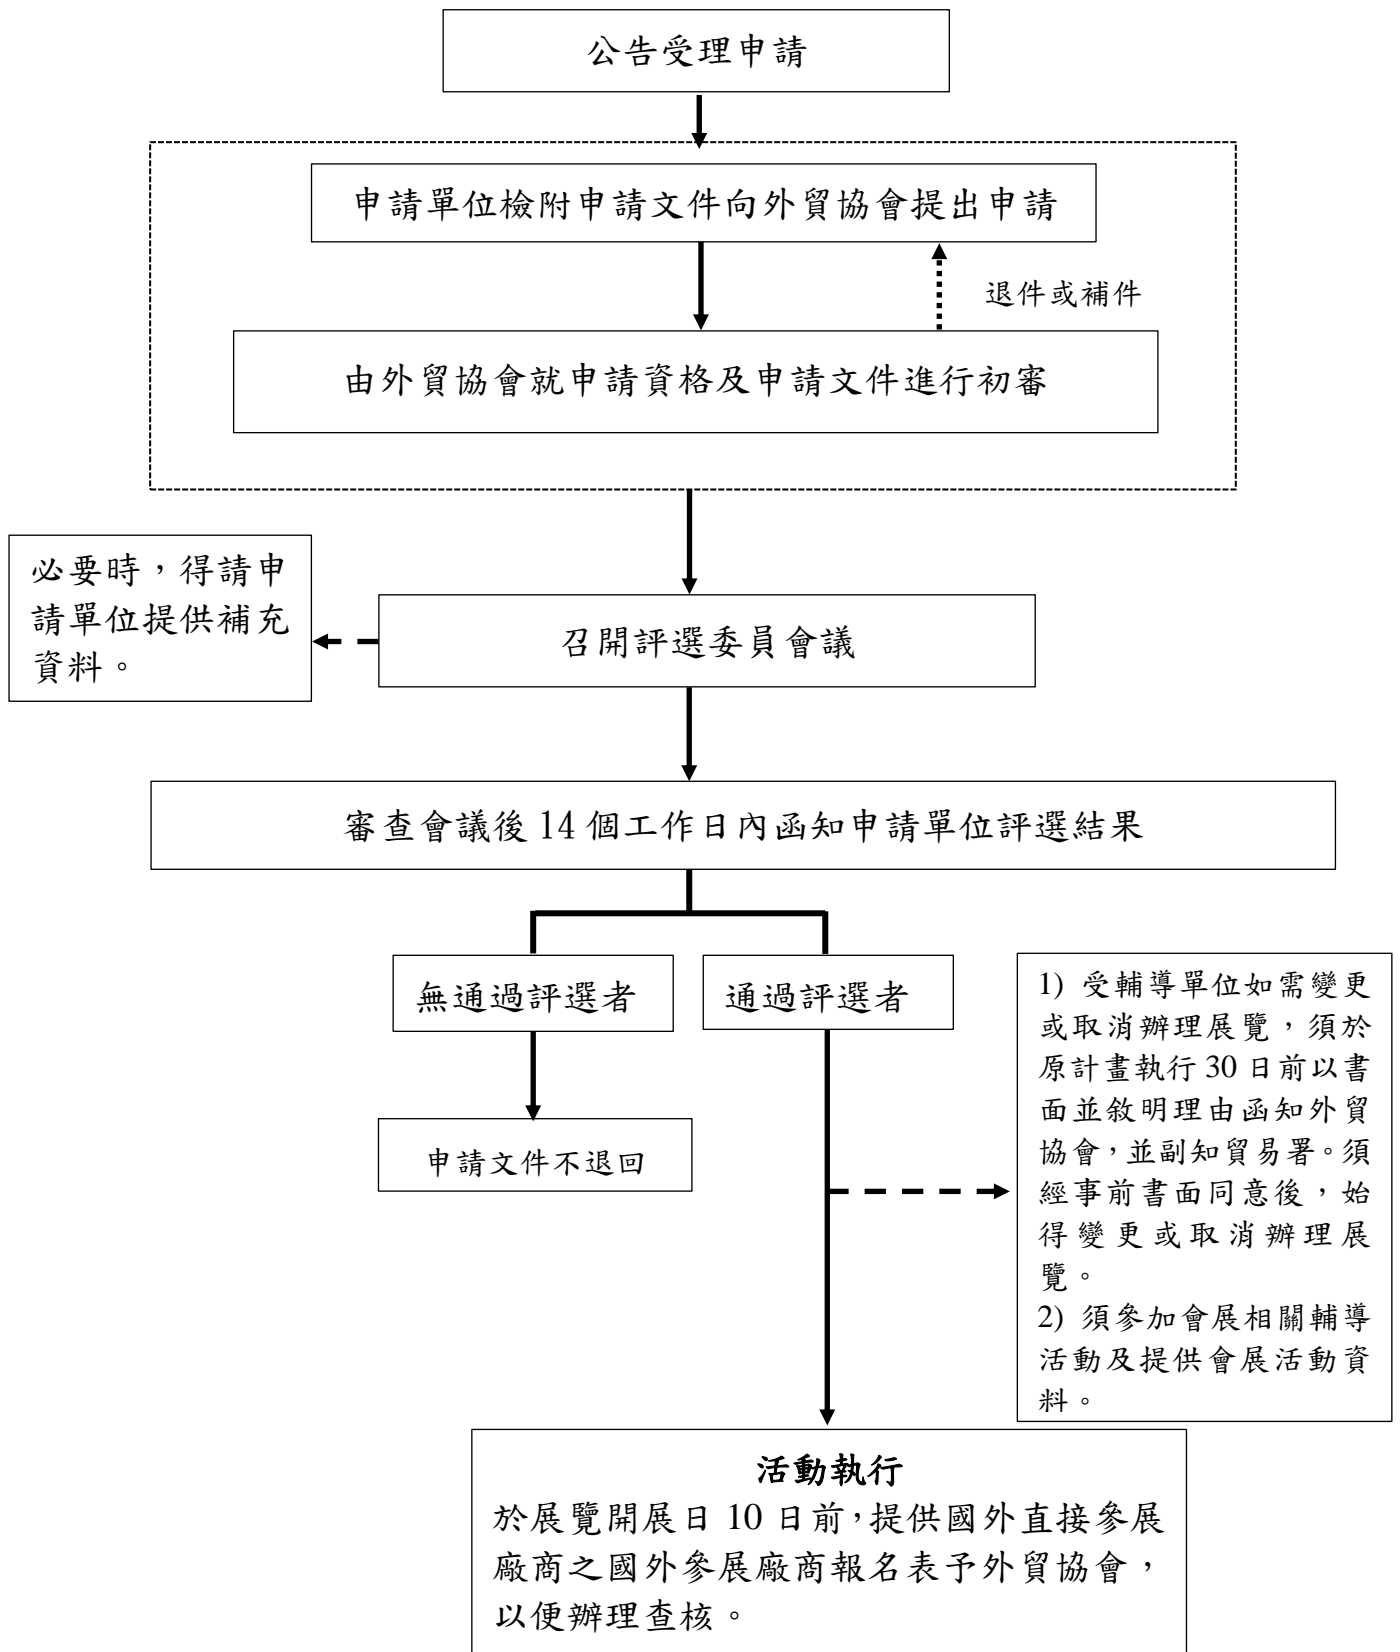 公告受理申請
申請單位檢附申請文件向外貿協會提出申請
退件或補件
由外貿協會就申請資格及申請文件進行初審
必要時，得請申
請單位提供補充
資料。
召開評選委員會議
審查會議後 14 個工作日內函知申請單位評選結果
無通過評選者
通過評選者
申請文件不退回
1) 受輔導單位如需變更
或取消辦理展覽，須於
原計畫執行 30 日前以書
面並敘明理由函知外貿
協會，並副知貿易署。須
經事前書面同意後，始
得變更或取消辦理展
覽。
2) 須參加會展相關輔導
活動及提供會展活動資
料。
活動執行
於展覽開展日 10 日前，提供國外直接參展
廠商之國外參展廠商報名表予外貿協會，
以便辦理查核。